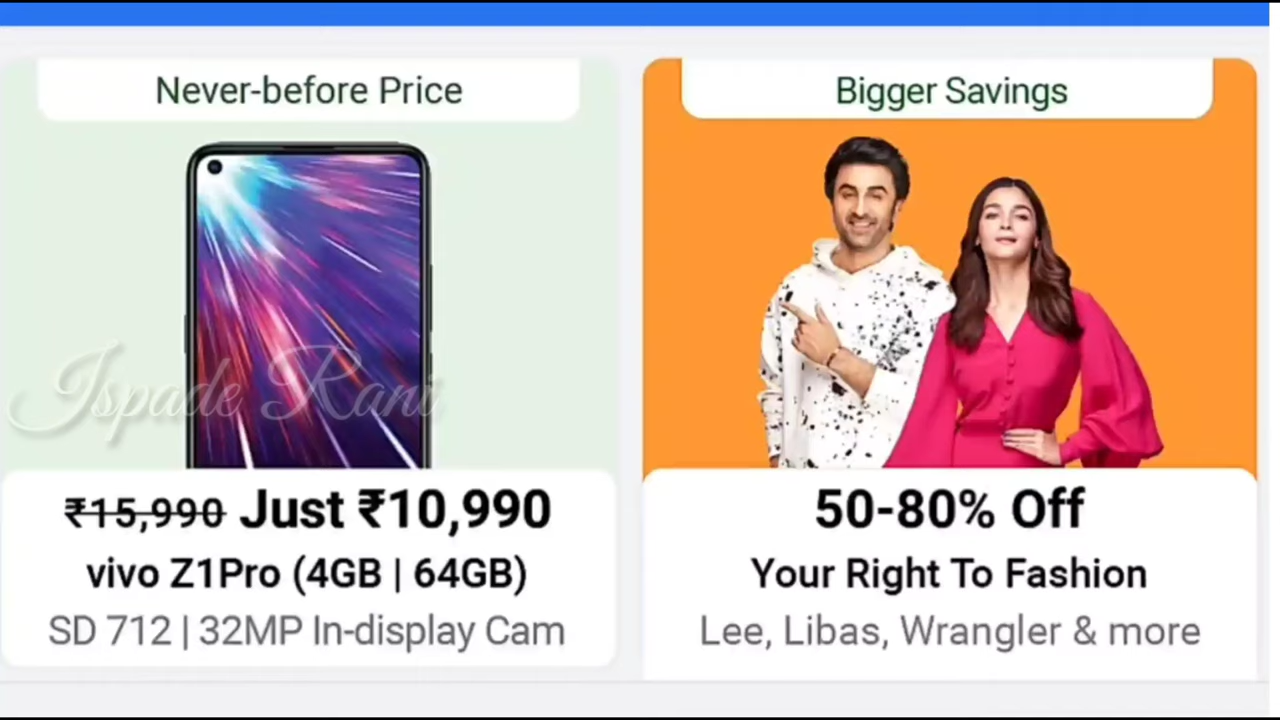 Never-before Price
Ispade Rani
₹15,990 Just ₹10,990
vivo Z1Pro (4GB | 64GB)
SD 712 | 32MP In-display Cam
Bigger Savings
50-80% Off
Your Right To Fashion
Lee, Libas, Wrangler & more